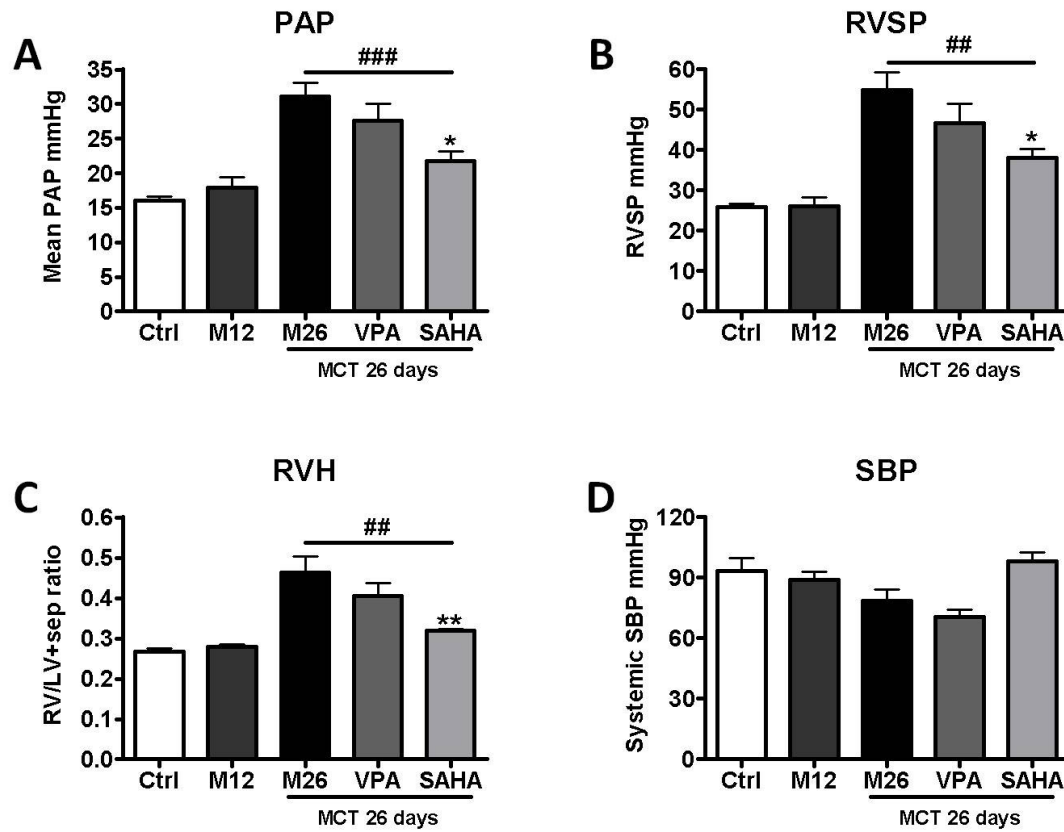 A
PAP
###
Mean PAP mmHg
35
30
25
20
15
10
5
0
*
Ctrl M12 M26 VPA SAHA
MCT 26 days
B
RVSP
##
RVSP mmHg
60
50
40
30
20
10
0
*
Ctrl M12 M26 VPA SAHA
MCT 26 days
C
RVH
##
RV/LV+sep ratio
0.6
0.5
0.4
0.3
0.2
0.1
0.0
**
Ctrl M12 M26 VPA SAHA
MCT 26 days
D
SBP
Systemic SBP mmHg
120
90
60
30
0
Ctrl M12 M26 VPA SAHA
MCT 26 days